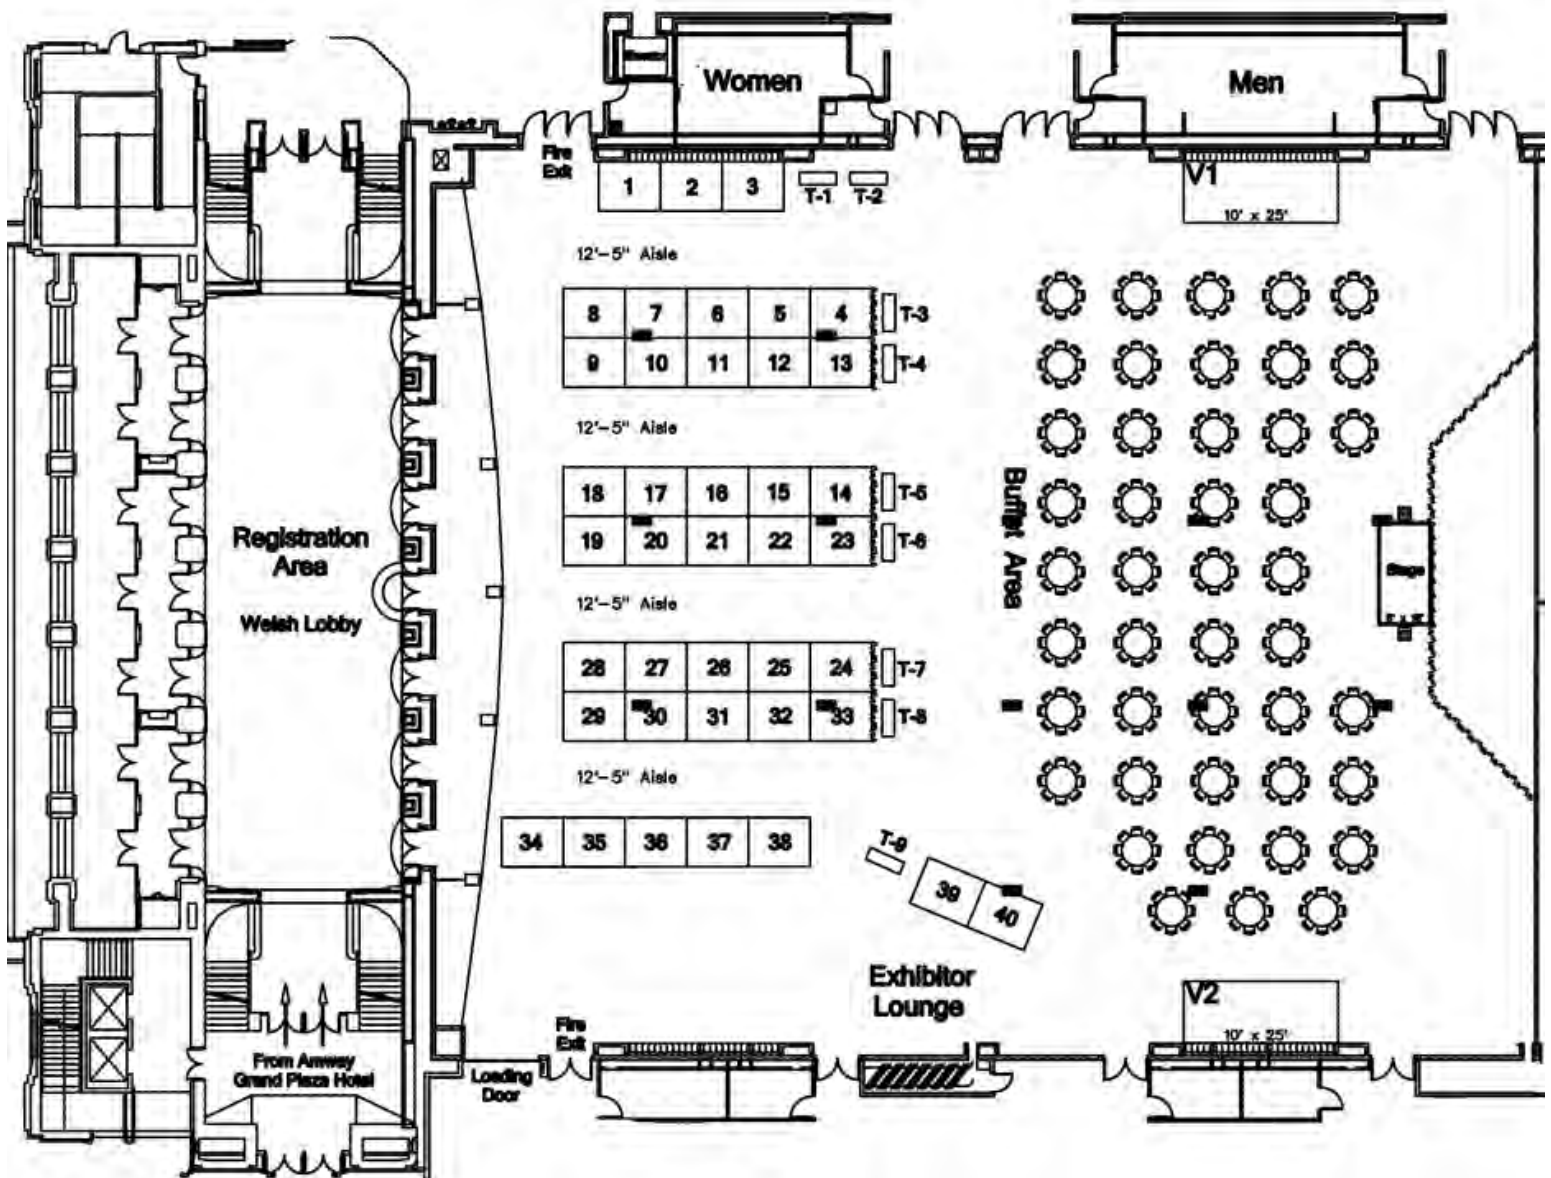 Women
Men
Fire
Exit
1 2 3
T-1 T-2
V1
10' x 25'
12'-5" Aisle
8 7 6 5 4 T-3
9 10 11 12 13 T-4
12'-5" Aisle
18 17 16 15 14 T-5
19 20 21 22 23 T-6
Buffet Area
Registration
Area
Welsh Lobby
Stage
12'-5" Aisle
28 27 26 25 24 T-7
29 30 31 32 33 T-8
12'-5" Aisle
34 35 36 37 38
T-9
39 40
Exhibitor
Lounge
V2
10' x 25'
Fire
Exit
From Amway
Grand Plaza Hotel
Loading
Door